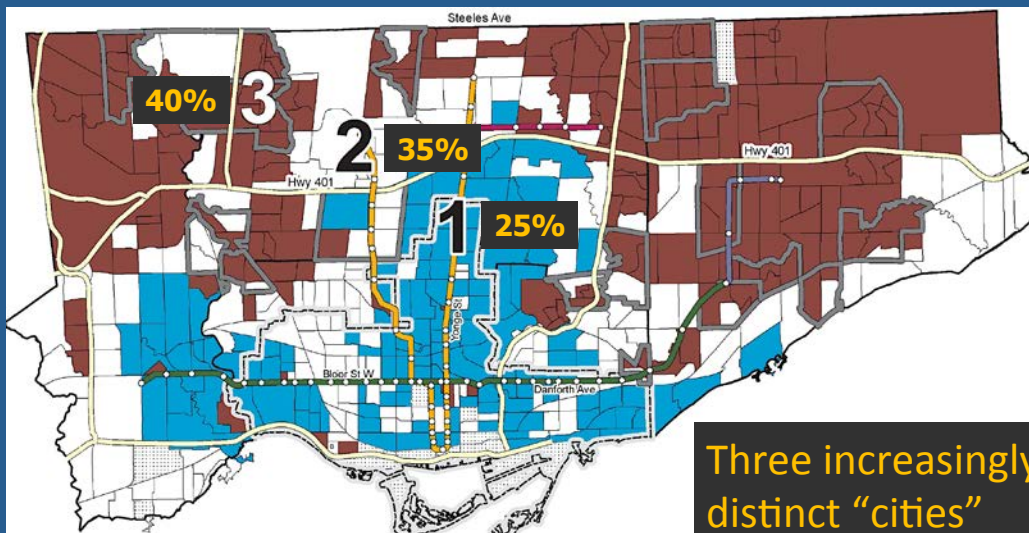 Steeles Ave
40%
3
2
35%
Hwy 401
Hwy 401
1
25%
Yonge St
Bloor St W
Danforth Ave
Three increasingly
distinct “cities”